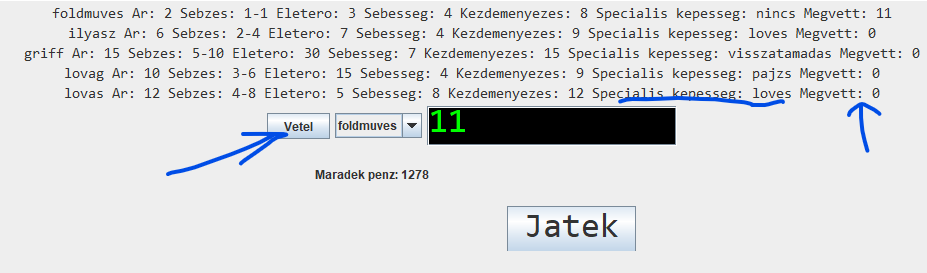 foldmuves Ar: 2 Sebzes: 1-1 Eletero: 3 Sebesseg: 4 Kezdemenyezes: 8 Specialis kepesseg: nincs Megvett: 11
ilyasz Ar: 6 Sebzes: 2-4 Eletero: 7 Sebesseg: 4 Kezdemenyezes: 9 Specialis kepesseg: loves Megvett: 0
griff Ar: 15 Sebzes: 5-10 Eletero: 30 Sebesseg: 7 Kezdemenyezes: 15 Specialis kepesseg: visszatamadas Megvett: 0
lovag Ar: 10 Sebzes: 3-6 Eletero: 15 Sebesseg: 4 Kezdemenyezes: 9 Specialis kepesseg: pajzs Megvett: 0
lovas Ar: 12 Sebzes: 4-8 Eletero: 5 Sebesseg: 8 Kezdemenyezes: 12 Specialis kepesseg: loves Megvett: 0
Vetel foldmuves 11
Maradek penz: 1278
Jatek